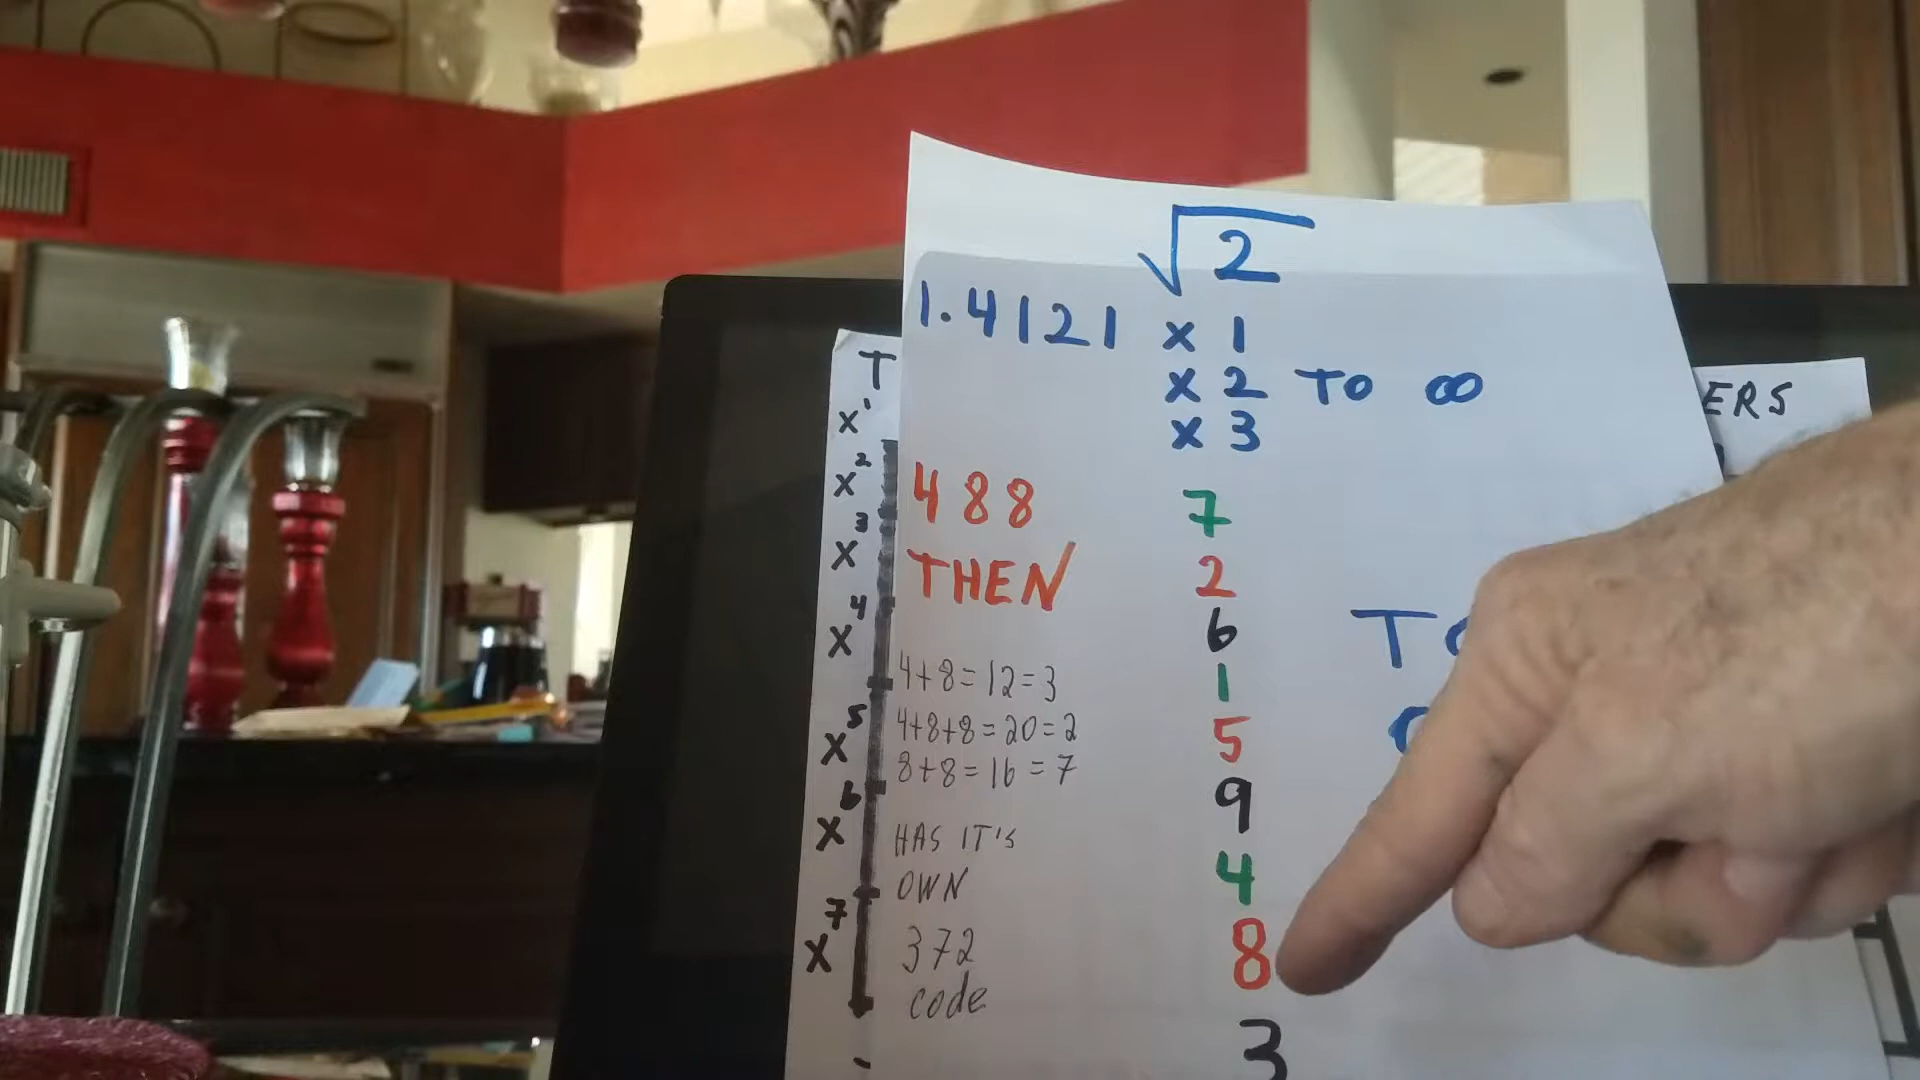 √2
1.4121 x 1
x 2 TO ∞
x 3
488
THEN
4+8=12=3
4+8+8=20=2
8+8=16=7
HAS IT'S
OWN
372
code
7
2
6
1
5
9
4
8
3
T
x¹
x²
x³
x⁴
x⁵
x⁶
x⁷
ERS